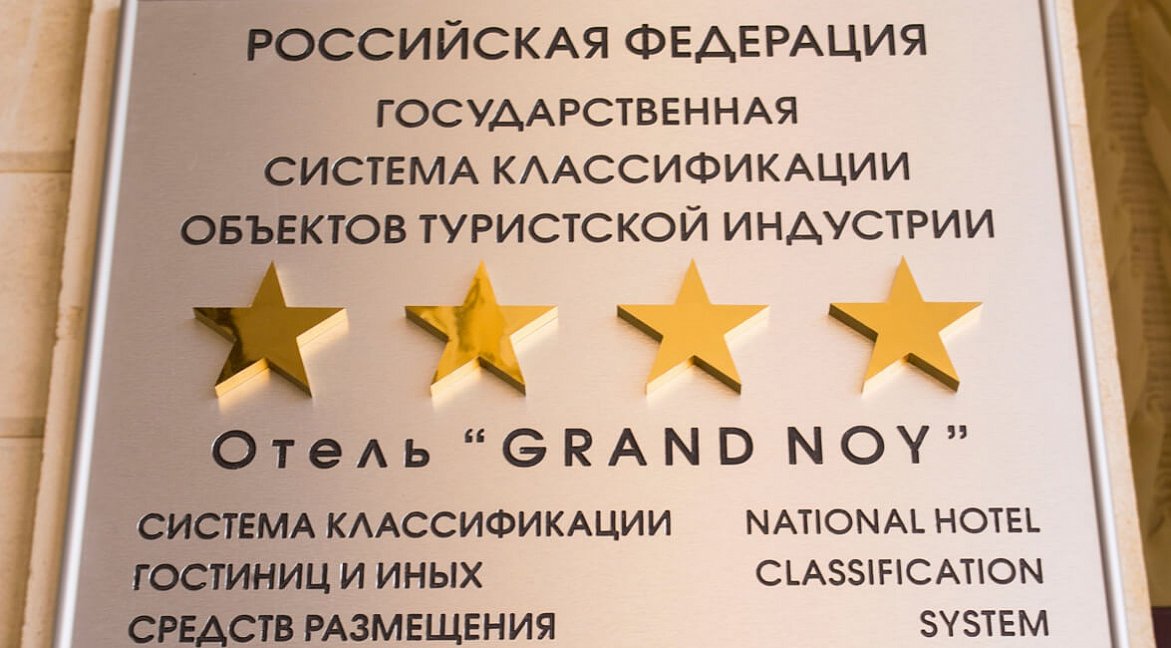 РОССИЙСКАЯ ФЕДЕРАЦИЯ
ГОСУДАРСТВЕННАЯ
СИСТЕМА КЛАССИФИКАЦИИ
ОБЪЕКТОВ ТУРИСТСКОЙ ИНДУСТРИИ
Отель “GRAND NOY”
СИСТЕМА КЛАССИФИКАЦИИ
ГОСТИНИЦ И ИНЫХ
СРЕДСТВ РАЗМЕЩЕНИЯ
NATIONAL HOTEL
CLASSIFICATION
SYSTEM